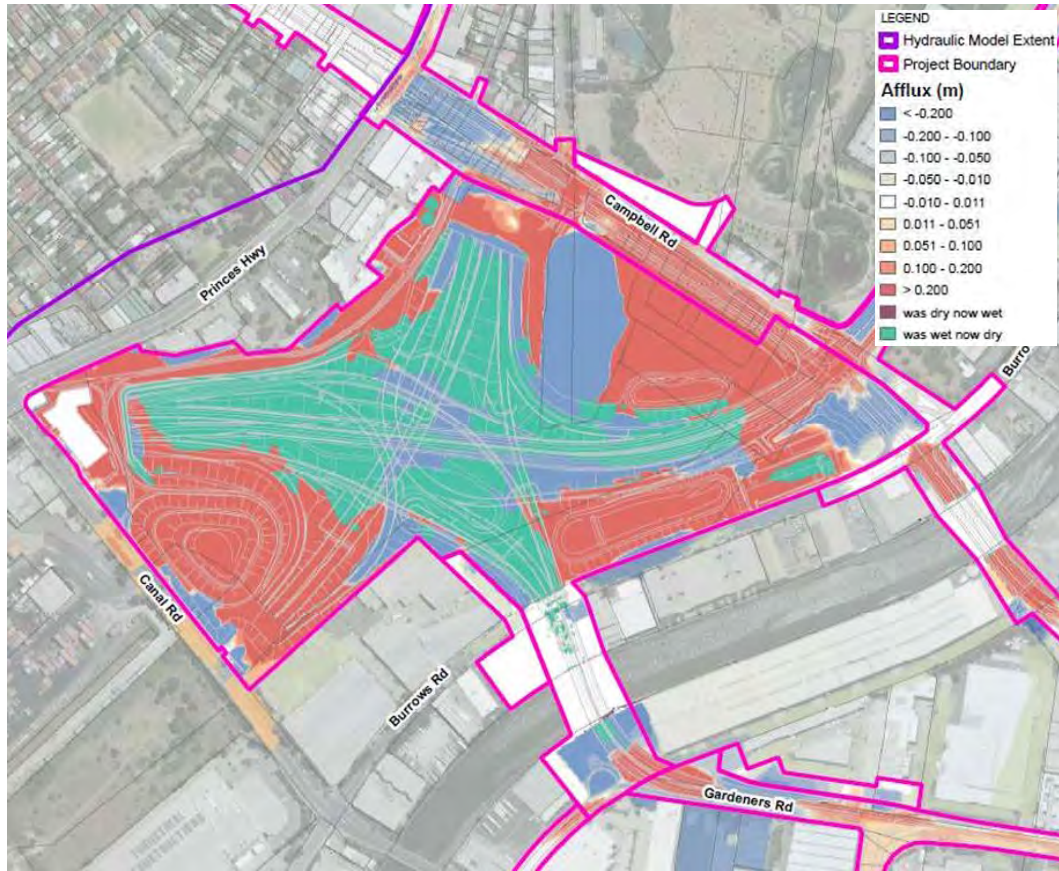 LEGEND
Hydraulic Model Extent
Project Boundary
Afflux (m)
< -0.200
-0.200 - -0.100
-0.100 - -0.050
-0.050 - -0.010
-0.010 - 0.011
0.011 - 0.051
0.051 - 0.100
0.100 - 0.200
> 0.200
was dry now wet
was wet now dry
Campbell Rd
Princes Hwy
Burro
Canal Rd
Burrows Rd
Gardeners Rd